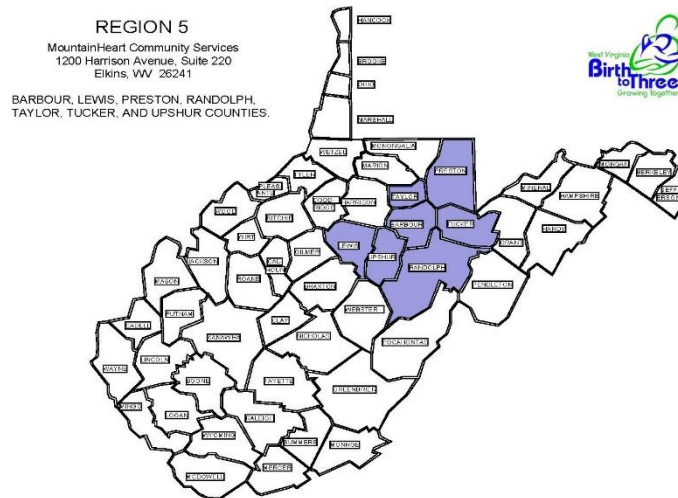 REGION 5
MountainHeart Community Services
1200 Harrison Avenue, Suite 220
Elkins, WV 26241
BARBOUR, LEWIS, PRESTON, RANDOLPH,
TAYLOR, TUCKER, AND UPSHUR COUNTIES.
West Virginia
Birth
to Three
Growing Together
HANCOCK
BROOKE
OHIO
MARSHALL
WETZEL
MONONGALIA
MARION
PRESTON
MORGAN
BERKELEY
MINERAL
HAMPSHIRE
TYLER
TAYLOR
HARRISON
WOOD
RITCHIE
BARBOUR
TUCKER
HARDY
GRANT
WIRT
LEWIS
GILMER
UPSHUR
RANDOLPH
JACKSON
CAL
HOUN
ROANE
PENDLETON
MASON
BRAXTON
WEBSTER
PUTNAM
CLAY
CABELL
KANAWHA
NICHOLAS
POCAHONTAS
LINCOLN
WAYNE
BOONE
FAYETTE
GREENBRIER
MINGO
LOGAN
RALEIGH
WYOMING
SUMMERS
MONROE
MERCER
MCDOWELL